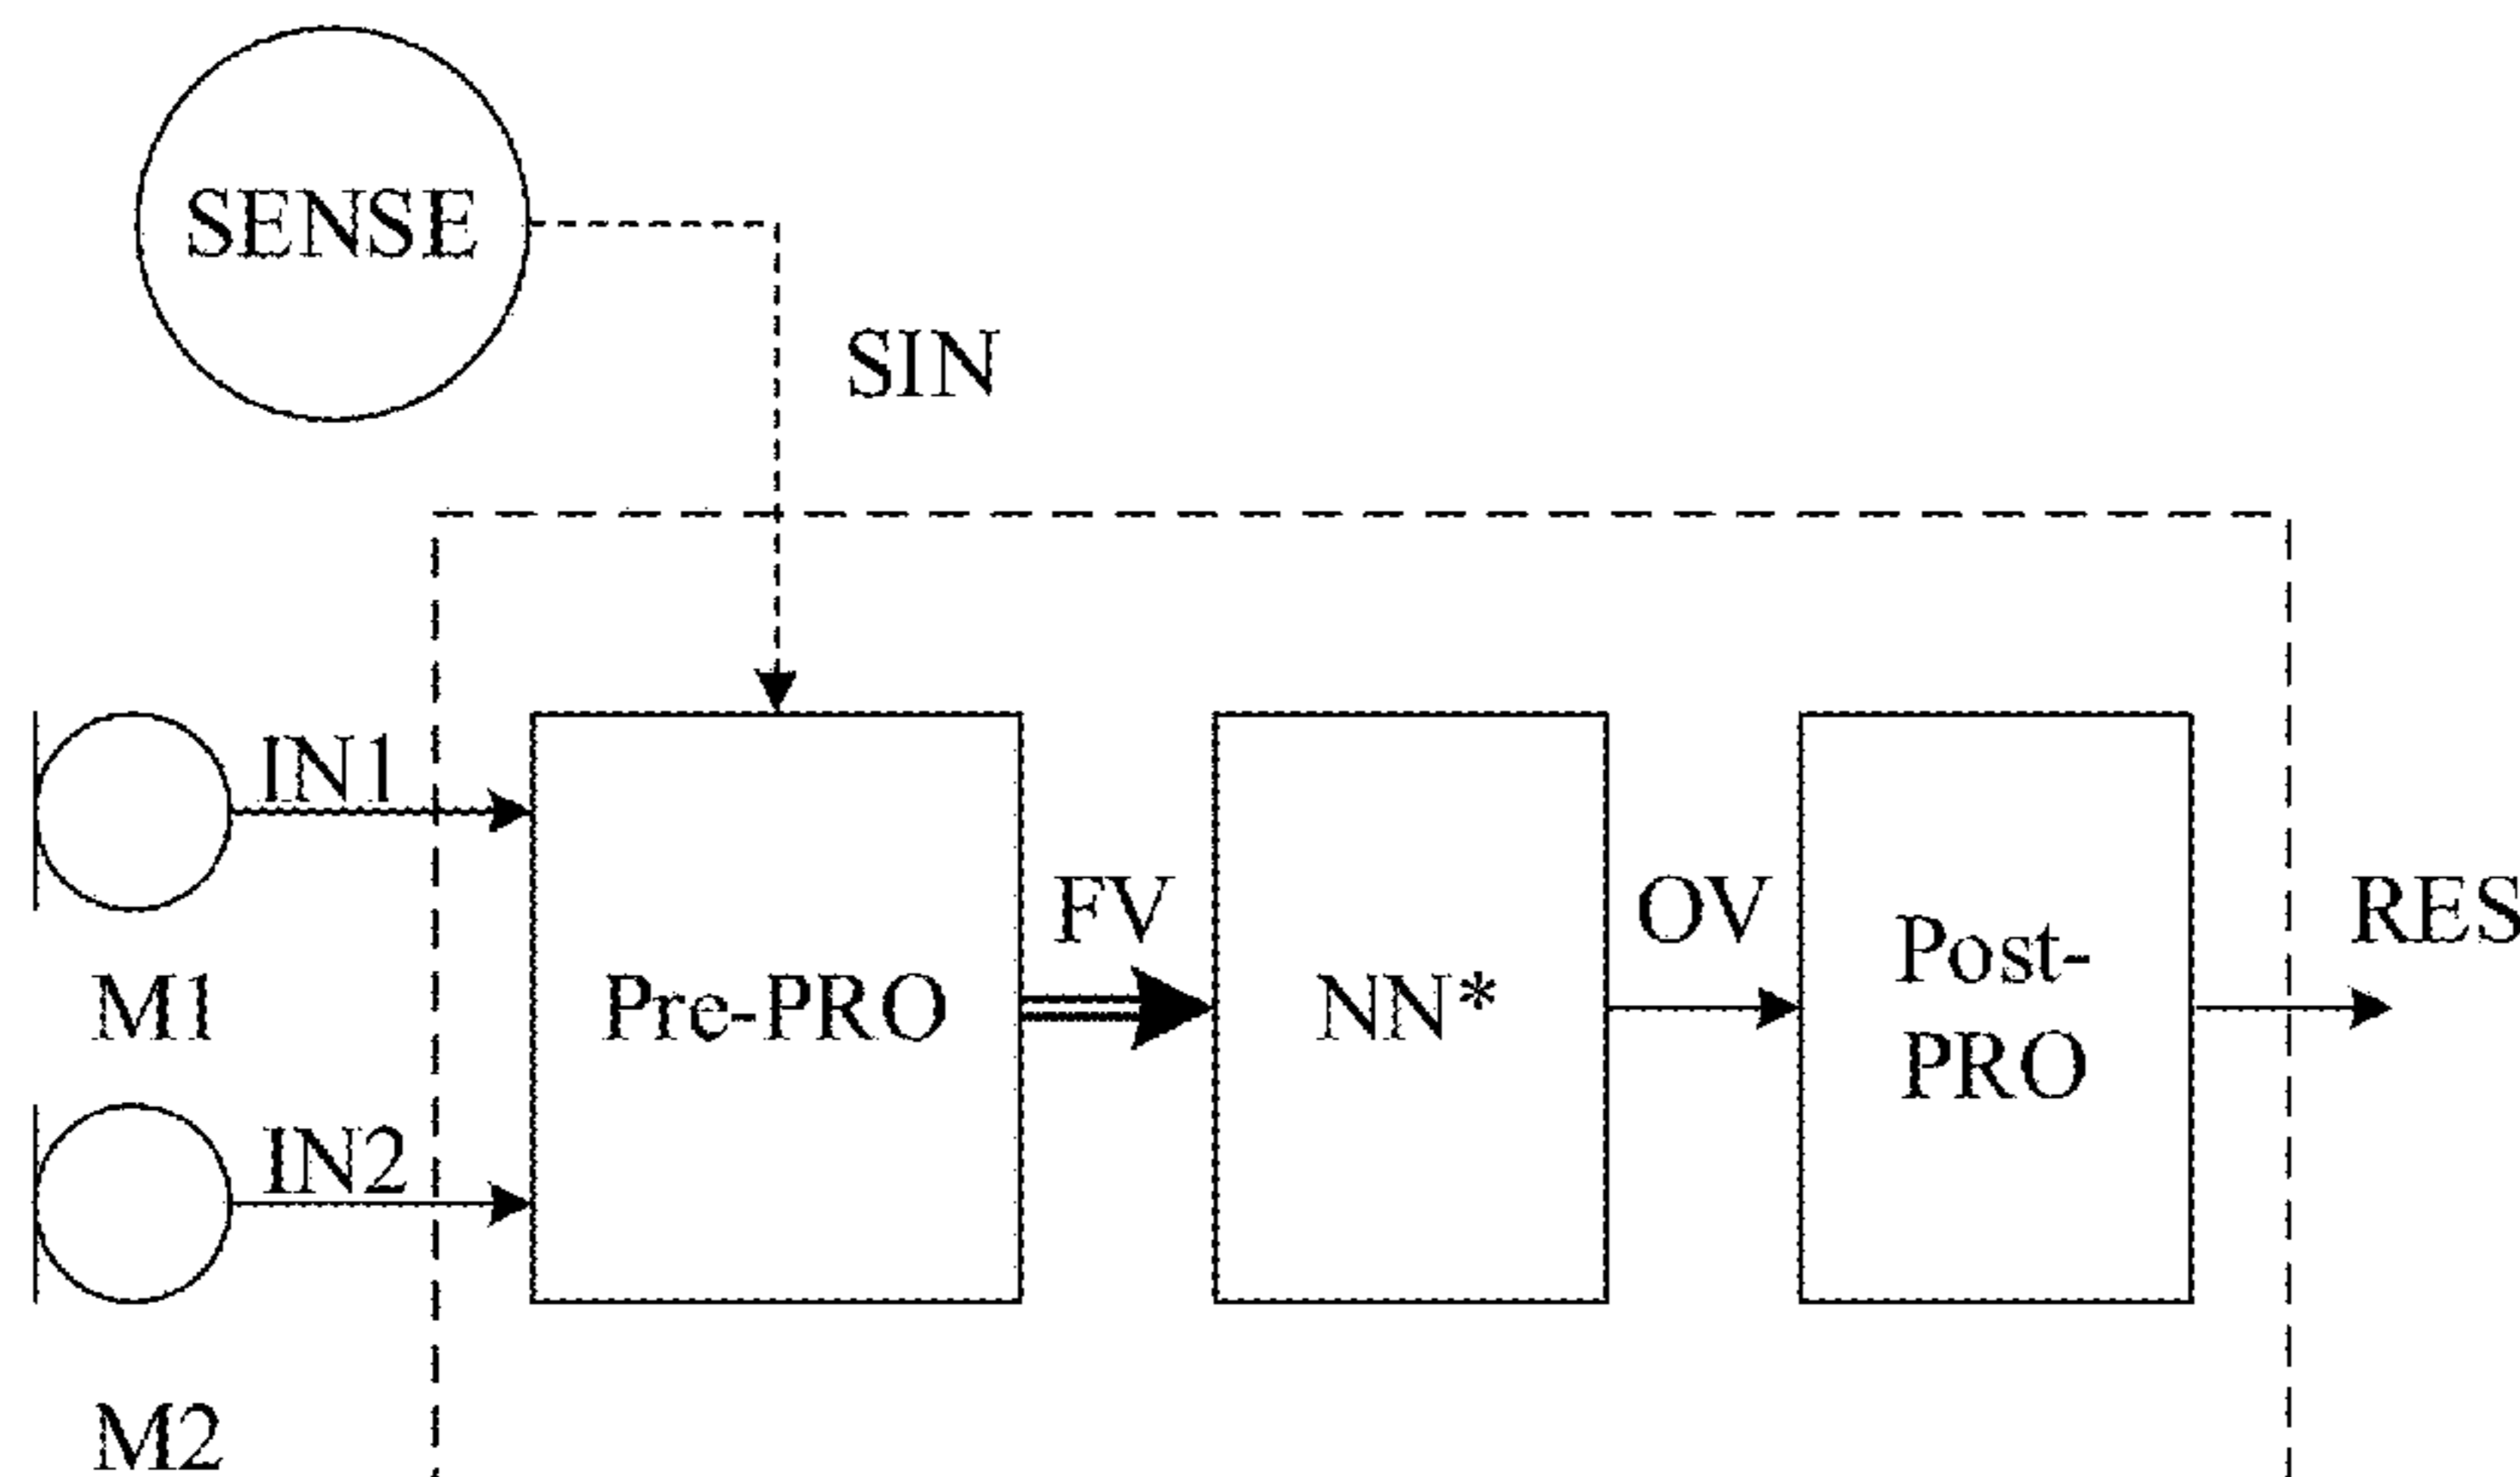 SENSE
SIN
IN1
M1
IN2
M2
Pre-PRO
FV
NN*
OV
Post-
PRO
RES